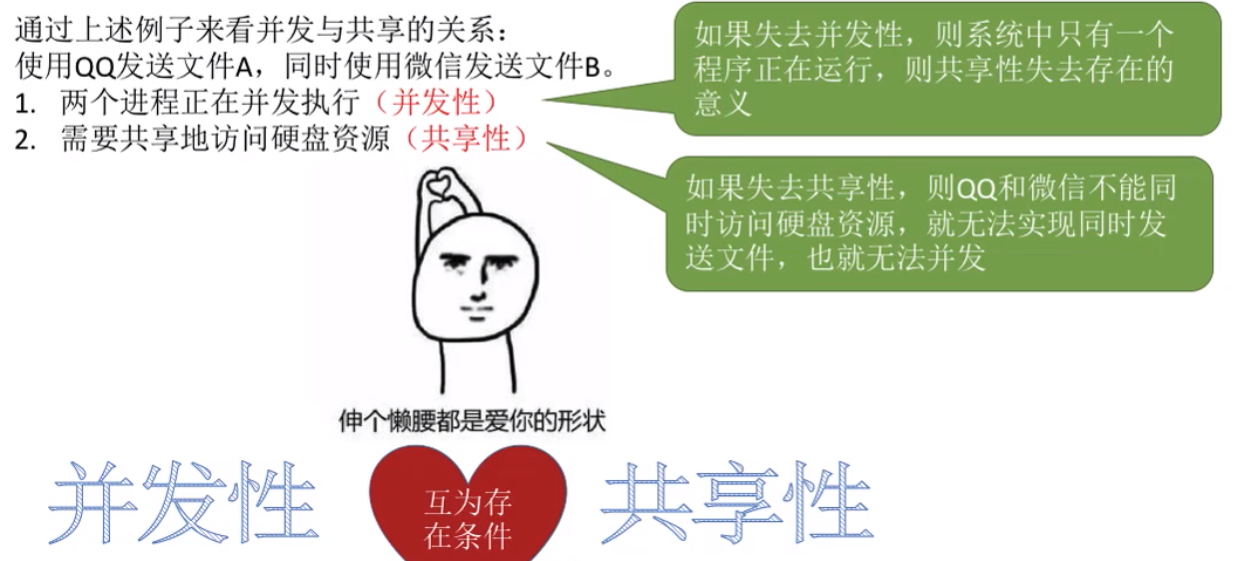 通过上述例子来看并发与共享的关系：
使用QQ发送文件A，同时使用微信发送文件B。
1. 两个进程正在并发执行（并发性）
2. 需要共享地访问硬盘资源（共享性）
如果失去并发性，则系统中只有一个
程序正在运行，则共享性失去存在的
意义
如果失去共享性，则QQ和微信不能同
时访问硬盘资源，就无法实现同时发
送文件，也就无法并发
伸个懒腰都是爱你的形状
并发性
互为存
在条件
共享性